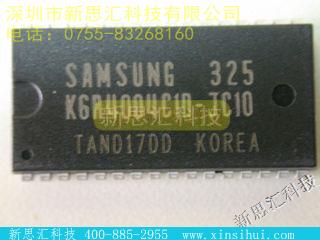 深圳市新思汇科技有限公司
电话：0755-83268160
SAMSUNG 325
新思汇科技
TAND17DD KOREA
新思汇科技
新思汇科技 400-885-2955 www.xinsihui.com